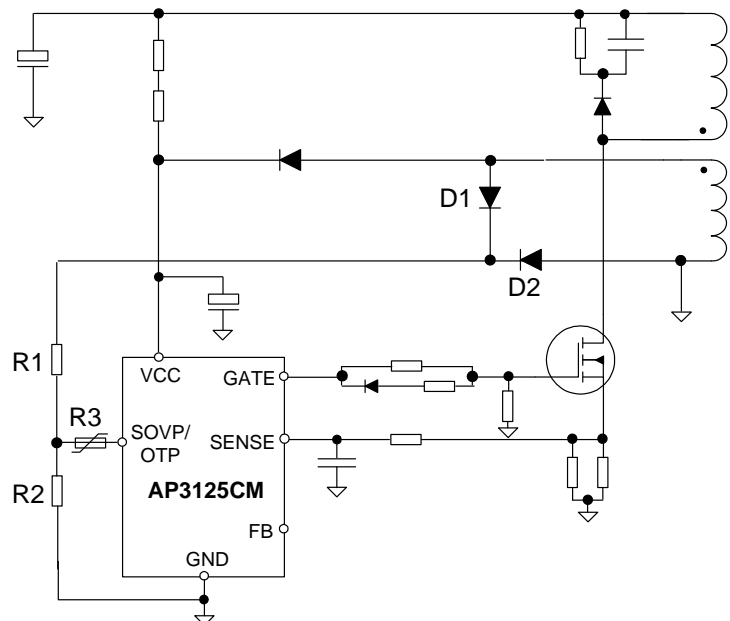 D1
D2
R1
VCC
GATE
R3
SOVP/
OTP
SENSE
R2
AP3125CM
FB
GND